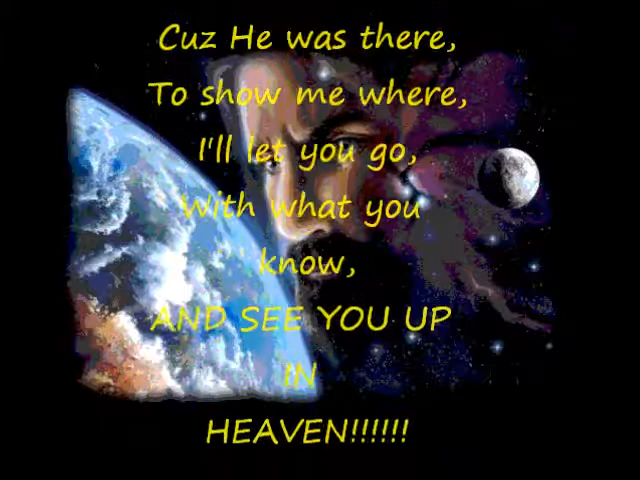 Cuz He was there,
To show me where,
I'll let you go,
With what you
know,
AND SEE YOU UP
IN
HEAVEN!!!!!!